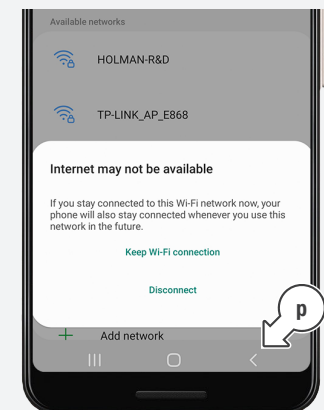 Available networks
HOLMAN-R&D
TP-LINK_AP_E868
Internet may not be available
If you stay connected to this Wi-Fi network now, your
phone will also stay connected whenever you use this
network in the future.
Keep Wi-Fi connection
Disconnect
p
Add network